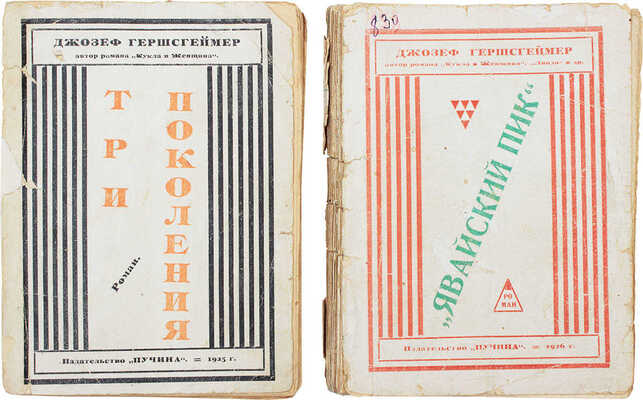 ДЖОЗЕФ ГЕРШСГЕЙМЕР
автор романа „Кукла и Женщина“.
ТРИ
ПОКОЛЕНИЯ
Роман.
Издательство „ПУЧИНА“. = 1925 г.
830
ДЖОЗЕФ ГЕРШСГЕЙМЕР
автор романа „Кукла и Женщина“, „Линда“ и др.
„ЯВАЙСКИЙ ПИК“
РО
МАН
Издательство „ПУЧИНА“. = 1926 г.